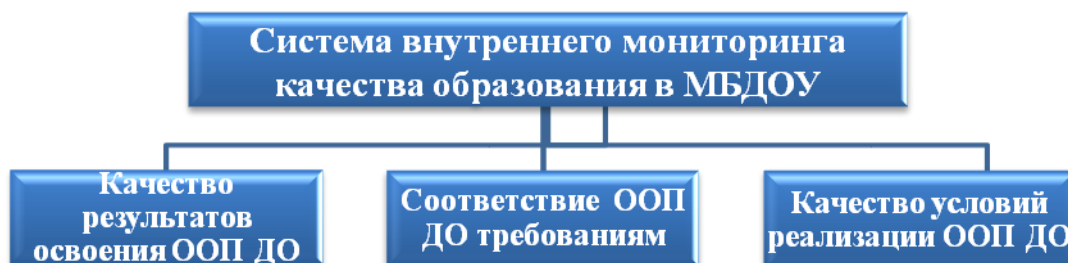 Система внутреннего мониторинга
качества образования в МБДОУ
Качество
результатов
освоения ООП ДО
Соответствие ООП
ДО требованиям
Качество условий
реализации ООП ДО